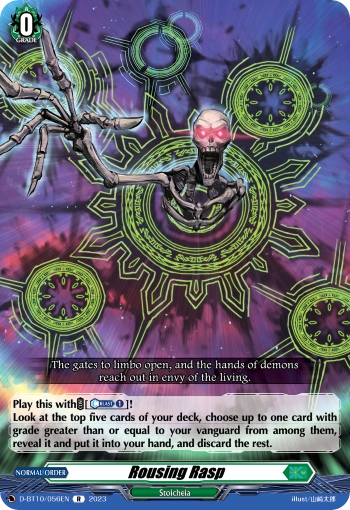 0
GRADE
The gates to limbo open, and the hands of demons
reach out in envy of the living.
Play this with [C-BLAST 1]!
Look at the top five cards of your deck, choose up to one card with
grade greater than or equal to your vanguard from among them,
reveal it and put it into your hand, and discard the rest.
NORMAL ORDER
Rousing Rasp
Stoicheia
D-BT10/056EN R 2023
illust/山崎太郎